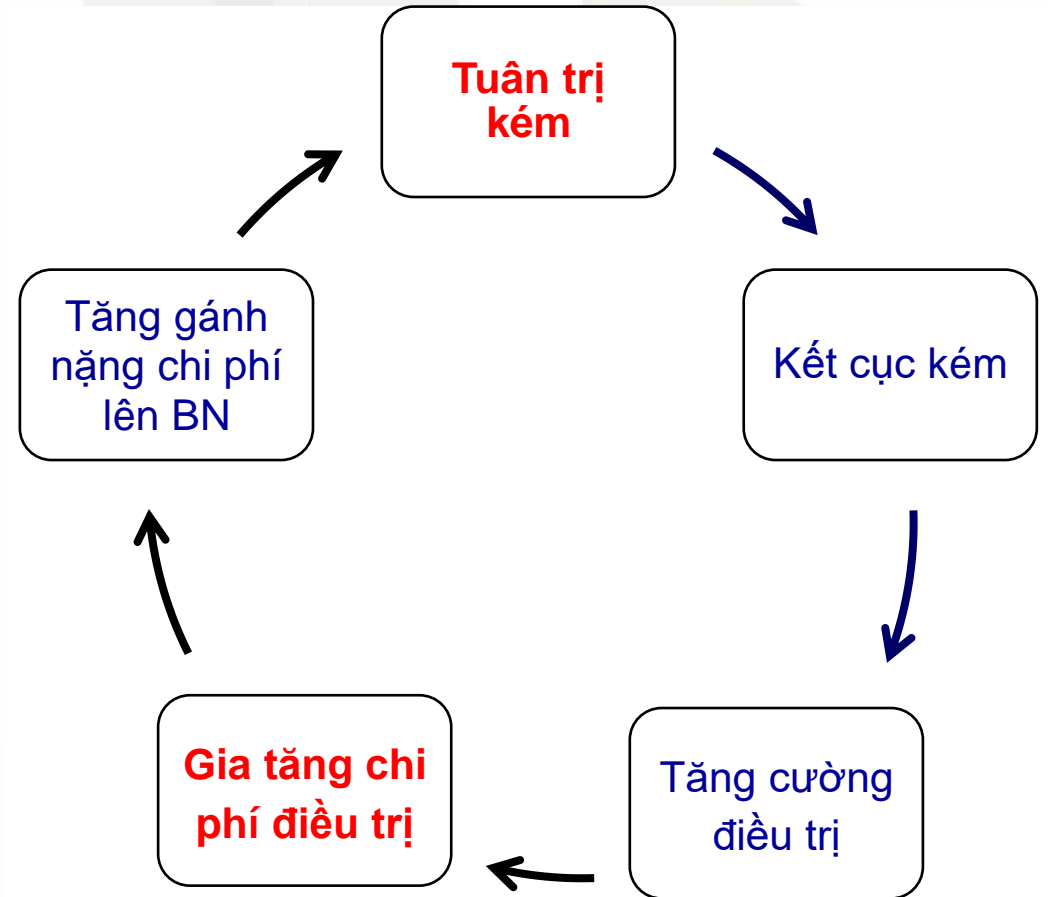 Tuân trị
kém
Kết cục kém
Tăng cường
điều trị
Gia tăng chi
phí điều trị
Tăng gánh
nặng chi phí
lên BN